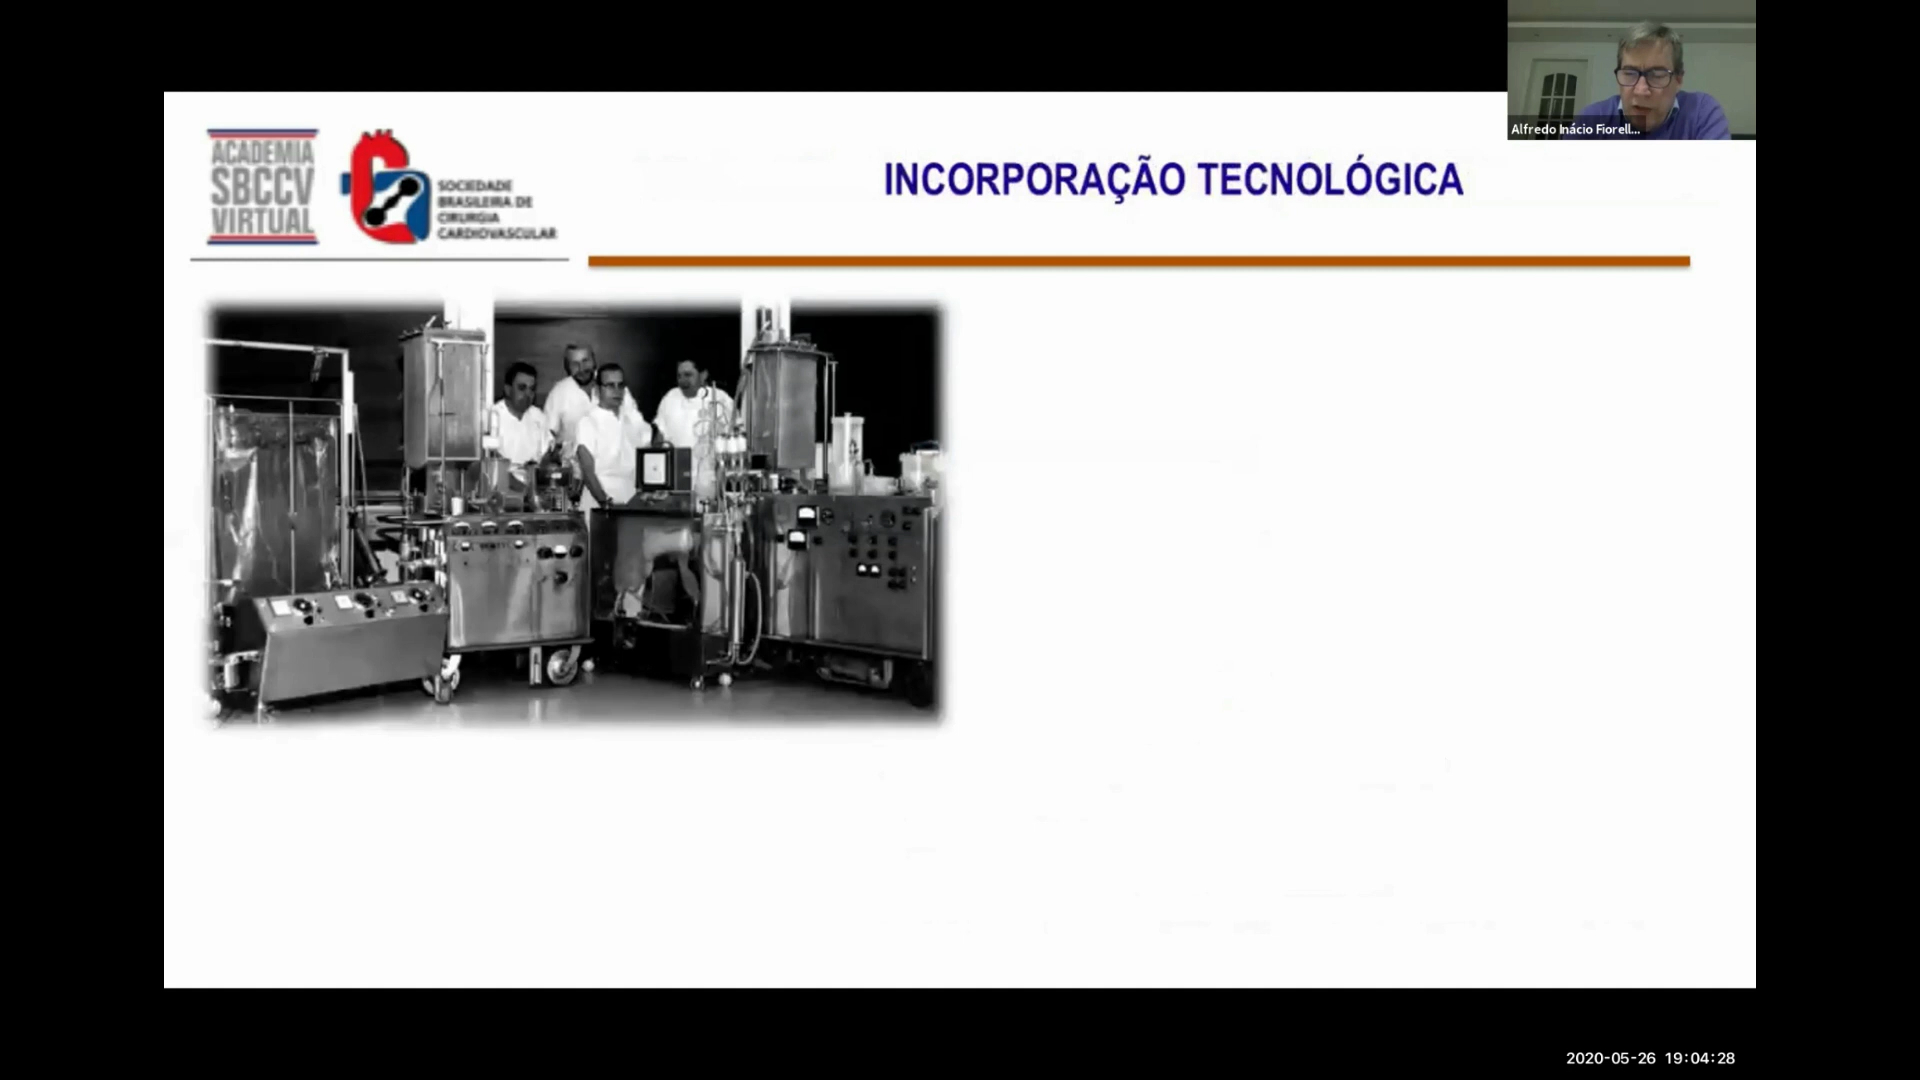 Alfredo Inácio Fiorell...
ACADEMIA
SBCCV
VIRTUAL
SOCIEDADE
BRASILEIRA DE
CIRURGIA
CARDIOVASCULAR
INCORPORAÇÃO TECNOLÓGICA
2020-05-26 19:04:28